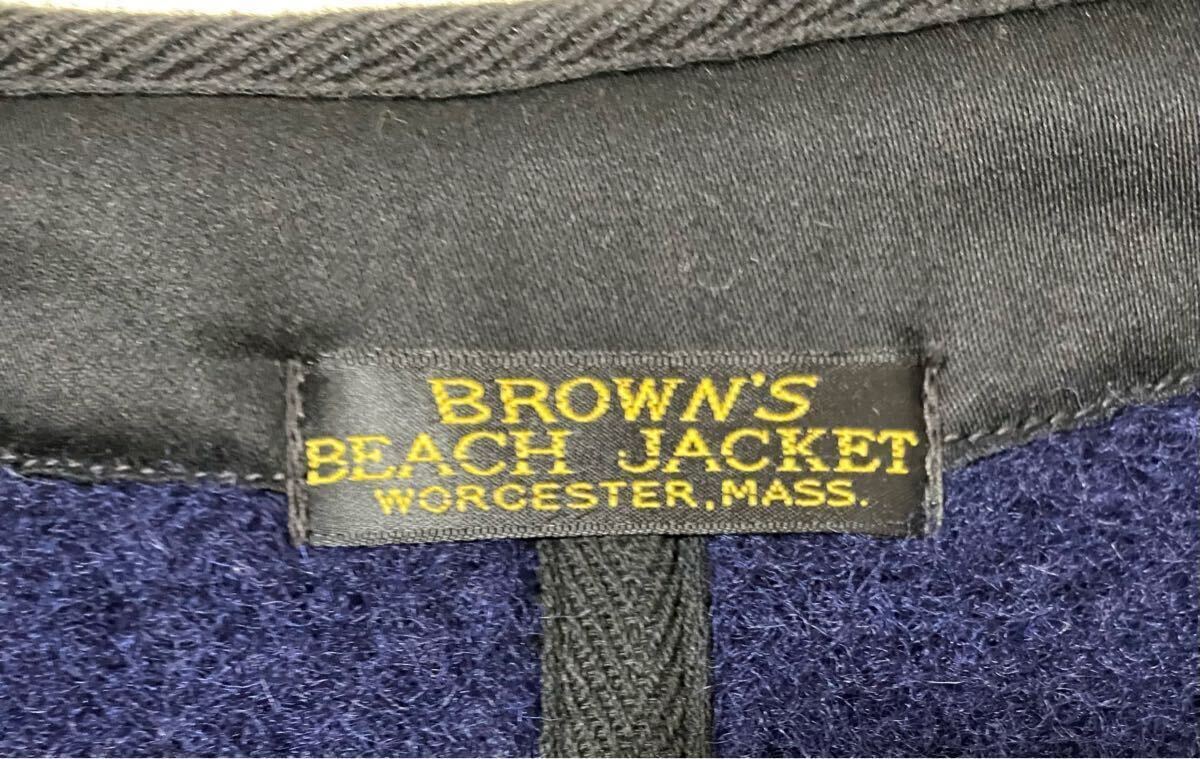 BROWN'S
BEACH JACKET
WORCESTER, MASS.